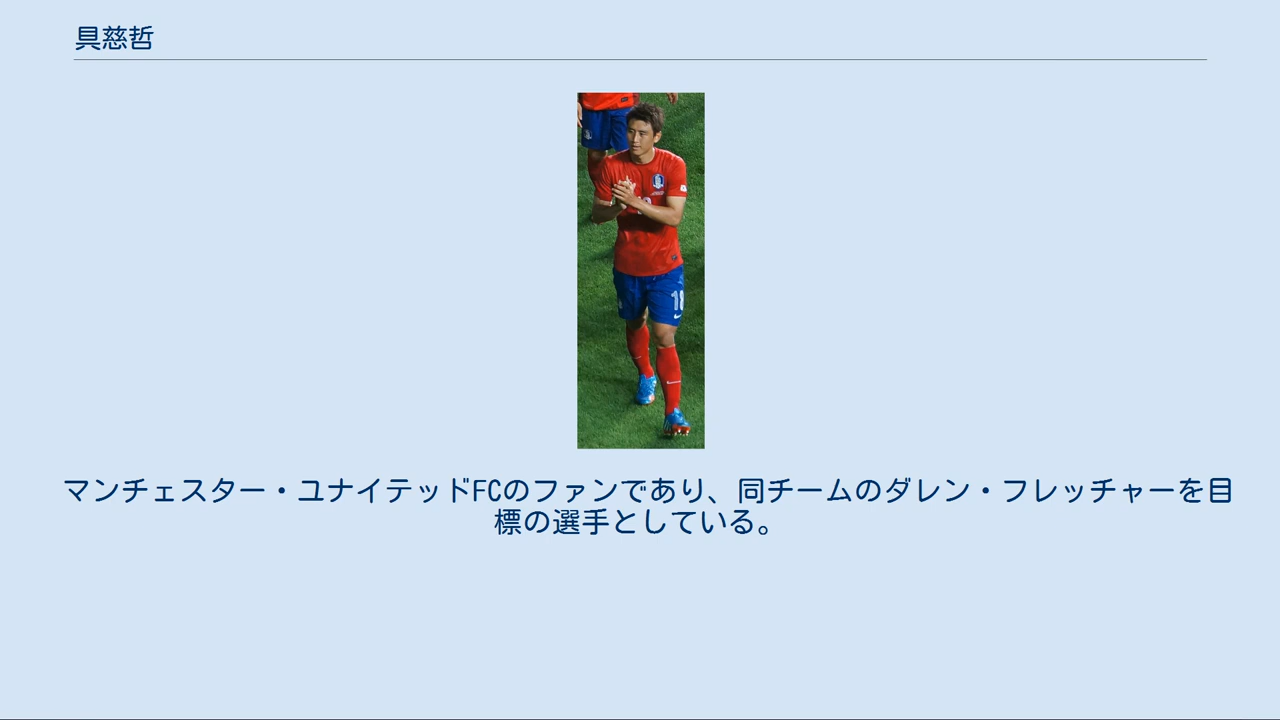 具慈哲
マンチェスター・ユナイテッドFCのファンであり、同チームのダレン・フレッチャーを目
標の選手としている。